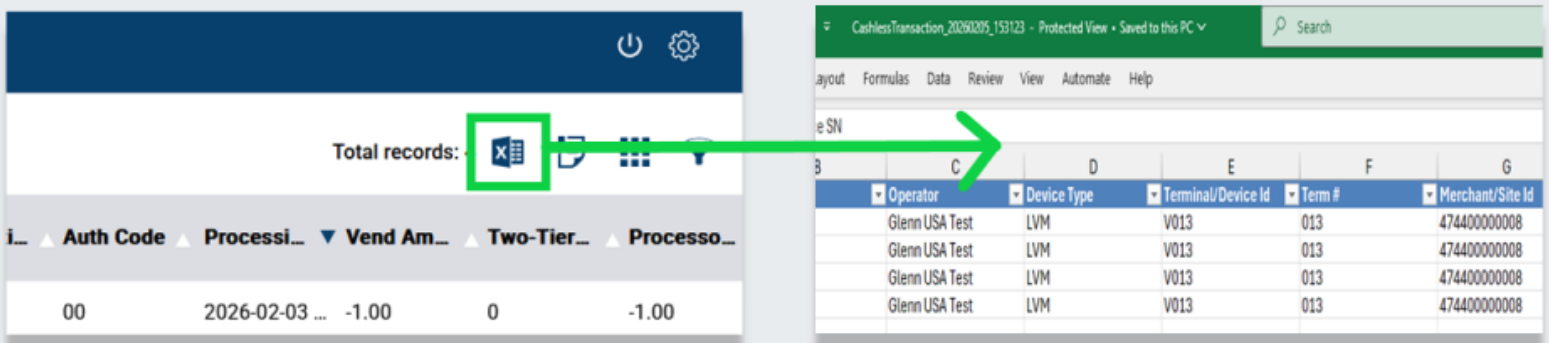 Total records:
Auth Code Processi... Vend Am... Two-Tier... Processo...
00 2026-02-03 ... -1.00 0 -1.00
CashlessTransaction_20260205_153123 - Protected View • Saved to this PC
Search
ayout Formulas Data Review View Automate Help
e SN
C D E F G
Operator Device Type Terminal/Device Id Term # Merchant/Site Id
Glenn USA Test LVM V013 013 474400000008
Glenn USA Test LVM V013 013 474400000008
Glenn USA Test LVM V013 013 474400000008
Glenn USA Test LVM V013 013 474400000008